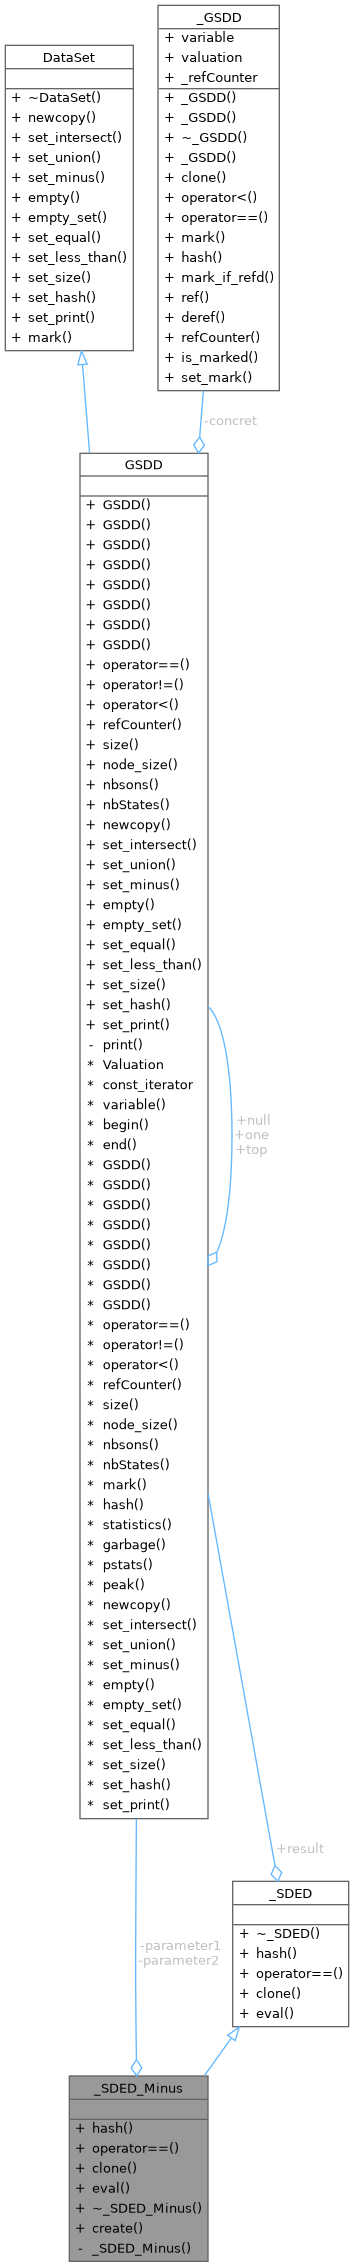 DataSet
+ ~DataSet()
+ newcopy()
+ set_intersect()
+ set_union()
+ set_minus()
+ empty()
+ empty_set()
+ set_equal()
+ set_less_than()
+ set_size()
+ set_hash()
+ set_print()
+ mark()
_GSDD
+ variable
+ valuation
+ _refCounter
+ _GSDD()
+ _GSDD()
+ ~_GSDD()
+ _GSDD()
+ clone()
+ operator<()
+ operator==()
+ mark()
+ hash()
+ mark_if_refd()
+ ref()
+ deref()
+ refCounter()
+ is_marked()
+ set_mark()
-concret
GSDD
+ GSDD()
+ GSDD()
+ GSDD()
+ GSDD()
+ GSDD()
+ GSDD()
+ GSDD()
+ GSDD()
+ operator==()
+ operator!=()
+ operator<()
+ refCounter()
+ size()
+ node_size()
+ nbsons()
+ nbStates()
+ newcopy()
+ set_intersect()
+ set_union()
+ set_minus()
+ empty()
+ empty_set()
+ set_equal()
+ set_less_than()
+ set_size()
+ set_hash()
+ set_print()
- print()
* Valuation
* const_iterator
* variable()
* begin()
* end()
* GSDD()
* GSDD()
* GSDD()
* GSDD()
* GSDD()
* GSDD()
* GSDD()
* GSDD()
* operator==()
* operator!=()
* operator<()
* refCounter()
* size()
* node_size()
* nbsons()
* nbStates()
* mark()
* hash()
* statistics()
* garbage()
* pstats()
* peak()
* newcopy()
* set_intersect()
* set_union()
* set_minus()
* empty()
* empty_set()
* set_equal()
* set_less_than()
* set_size()
* set_hash()
* set_print()
+null
+one
+top
+result
_SDED
+ ~_SDED()
+ hash()
+ operator==()
+ clone()
+ eval()
-parameter1
-parameter2
_SDED_Minus
+ hash()
+ operator==()
+ clone()
+ eval()
+ ~_SDED_Minus()
+ create()
- _SDED_Minus()